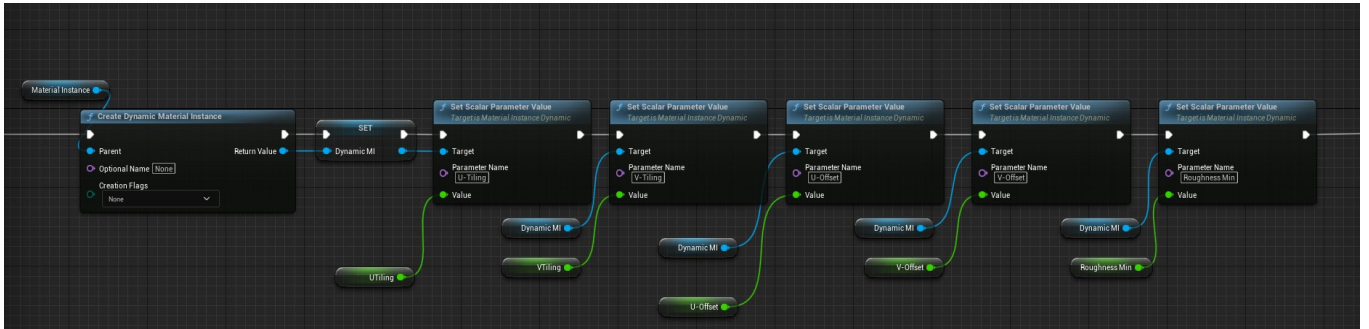 Material Instance
Create Dynamic Material Instance
Parent
Return Value
Optional Name None
Creation Flags
None
SET
Dynamic MI
Set Scalar Parameter Value
Target is Material Instance Dynamic
Target
Parameter Name
U-Tiling
Value
UTiling
Set Scalar Parameter Value
Target is Material Instance Dynamic
Target
Parameter Name
V-Tiling
Value
Dynamic MI
VTiling
Set Scalar Parameter Value
Target is Material Instance Dynamic
Target
Parameter Name
U-Offset
Value
Dynamic MI
U-Offset
Set Scalar Parameter Value
Target is Material Instance Dynamic
Target
Parameter Name
V-Offset
Value
Dynamic MI
V-Offset
Set Scalar Parameter Value
Target is Material Instance Dynamic
Target
Parameter Name
Roughness Min
Value
Dynamic MI
Roughness Min